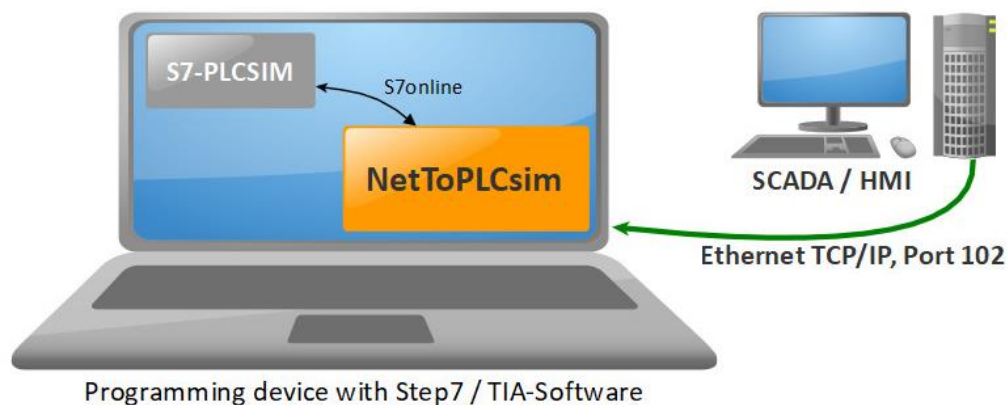 S7-PLCSIM
S7online
NetToPLCsim
SCADA / HMI
Ethernet TCP/IP, Port 102
Programming device with Step7 / TIA-Software